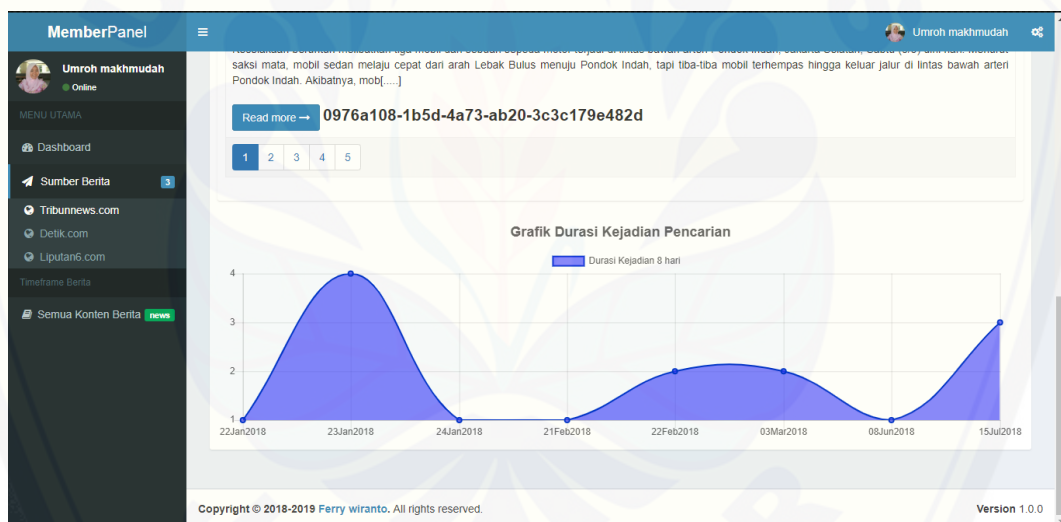 MemberPanel
Umroh makhmudah
Umroh makhmudah
Online
MENU UTAMA
Dashboard
Sumber Berita 3
Tribunnews.com
Detik.com
Liputan6.com
Timeframe Berita
Semua Konten Berita news
saksi mata, mobil sedan melaju cepat dari arah Lebak Bulus menuju Pondok Indah, tapi tiba-tiba mobil terhempas hingga keluar jalur di lintas bawah arteri
Pondok Indah. Akibatnya, mob[.....]
Read more → 0976a108-1b5d-4a73-ab20-3c3c179e482d
1 2 3 4 5
Grafik Durasi Kejadian Pencarian
Durasi Kejadian 8 hari
4
3
2
1
22Jan2018 23Jan2018 24Jan2018 21Feb2018 22Feb2018 03Mar2018 08Jun2018 15Jul2018
Copyright © 2018-2019 Ferry wiranto. All rights reserved.
Version 1.0.0